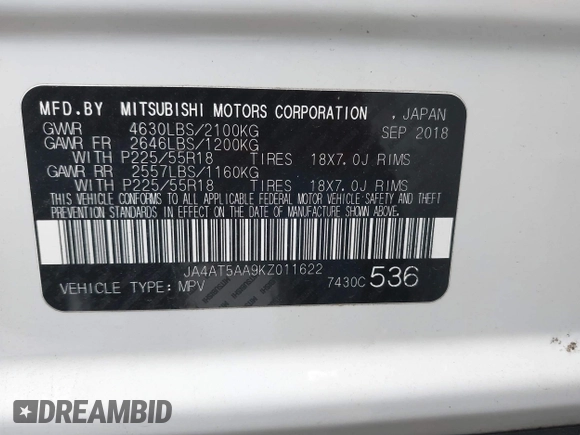 MFD.BY MITSUBISHI MOTORS CORPORATION , JAPAN
GVWR 4630LBS/2100KG SEP 2018
GAWR FR 2646LBS/1200KG
WITH P225/55R18 TIRES 18X7.0J RIMS
GAWR RR 2557LBS/1160KG
WITH P225/55R18 TIRES 18X7.0J RIMS
THIS VEHICLE CONFORMS TO ALL APPLICABLE FEDERAL MOTOR VEHICLE SAFETY AND THEFT
PREVENTION STANDARDS IN EFFECT ON THE DATE OF MANUFACTURE SHOWN ABOVE.
JA4AT5AA9KZ011622
VEHICLE TYPE: MPV 7430C 536
DREAMBID